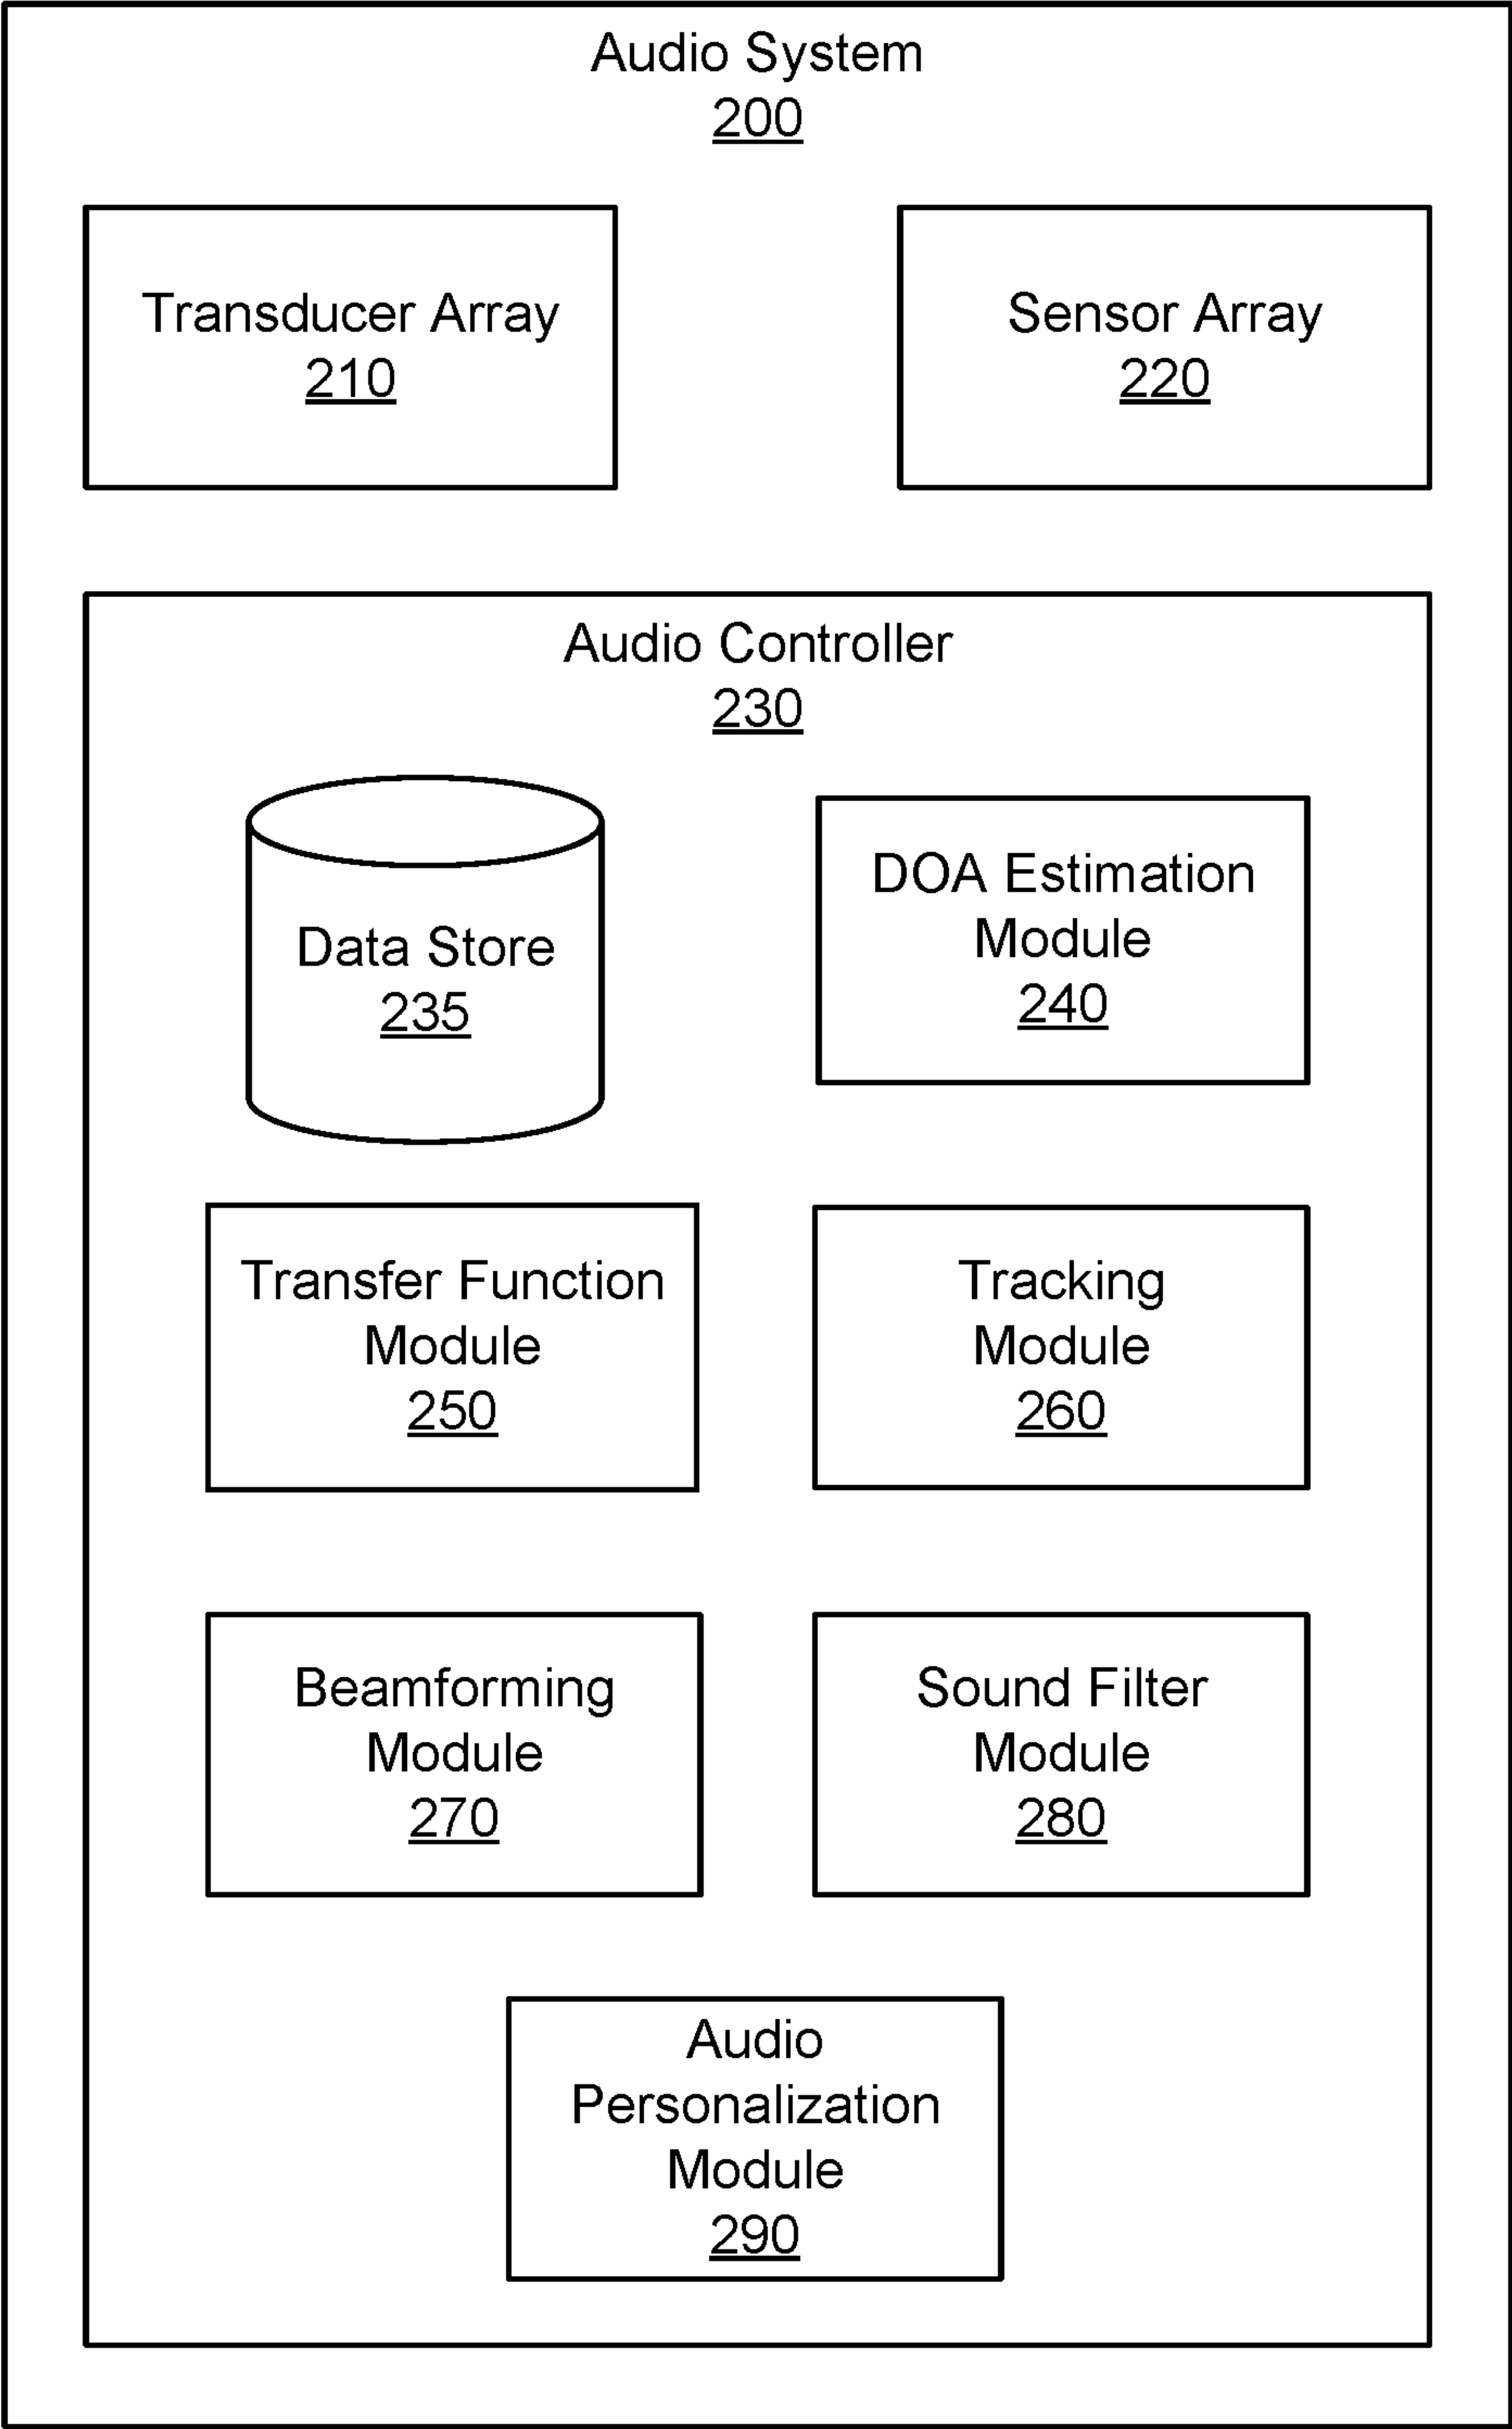 Audio System
200
Transducer Array
210
Sensor Array
220
Audio Controller
230
Data Store
235
DOA Estimation
Module
240
Transfer Function
Module
250
Tracking
Module
260
Beamforming
Module
270
Sound Filter
Module
280
Audio
Personalization
Module
290